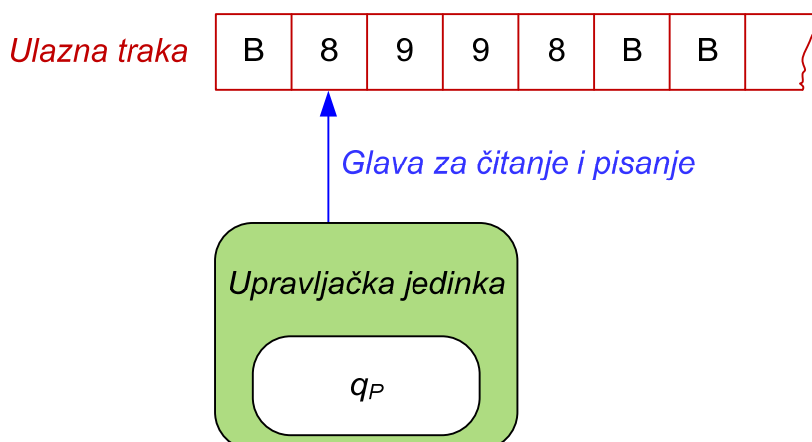 Ulazna traka B 8 9 9 8 B B
Glava za čitanje i pisanje
Upravljačka jedinka
qP